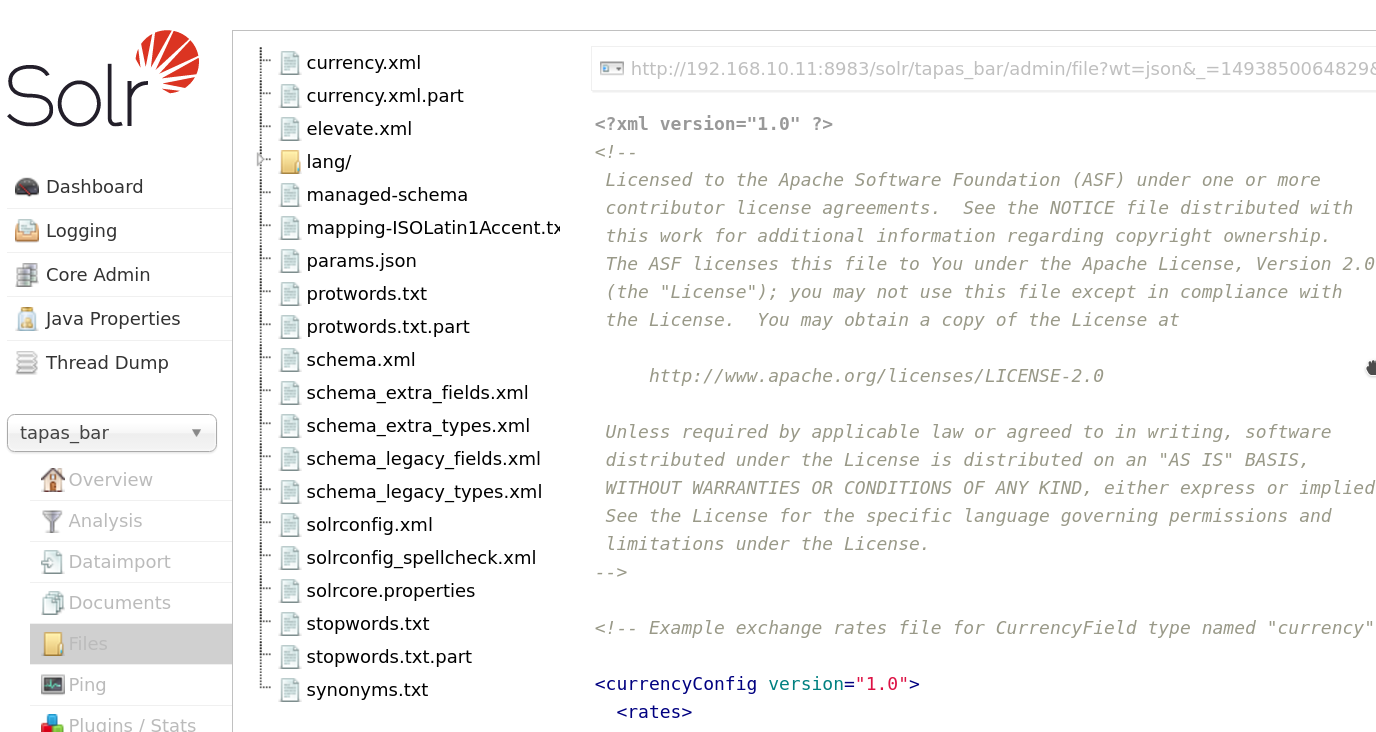 Solr
Dashboard
Logging
Core Admin
Java Properties
Thread Dump
tapas_bar
Overview
Analysis
Dataimport
Documents
Files
Ping
Plugins / Stats
currency.xml
currency.xml.part
elevate.xml
lang/
managed-schema
mapping-ISOLatin1Accent.tx
params.json
protwords.txt
protwords.txt.part
schema.xml
schema_extra_fields.xml
schema_extra_types.xml
schema_legacy_fields.xml
schema_legacy_types.xml
solrconfig.xml
solrconfig_spellcheck.xml
solrcore.properties
stopwords.txt
stopwords.txt.part
synonyms.txt
http://192.168.10.11:8983/solr/tapas_bar/admin/file?wt=json&_=1493850064829&
<?xml version="1.0" ?>
<!--
Licensed to the Apache Software Foundation (ASF) under one or more
contributor license agreements.  See the NOTICE file distributed with
this work for additional information regarding copyright ownership.
The ASF licenses this file to You under the Apache License, Version 2.0
(the "License"); you may not use this file except in compliance with
the License.  You may obtain a copy of the License at
http://www.apache.org/licenses/LICENSE-2.0
Unless required by applicable law or agreed to in writing, software
distributed under the License is distributed on an "AS IS" BASIS,
WITHOUT WARRANTIES OR CONDITIONS OF ANY KIND, either express or implied
See the License for the specific language governing permissions and
limitations under the License.
-->
<!-- Example exchange rates file for CurrencyField type named "currency"
<currencyConfig version="1.0">
<rates>